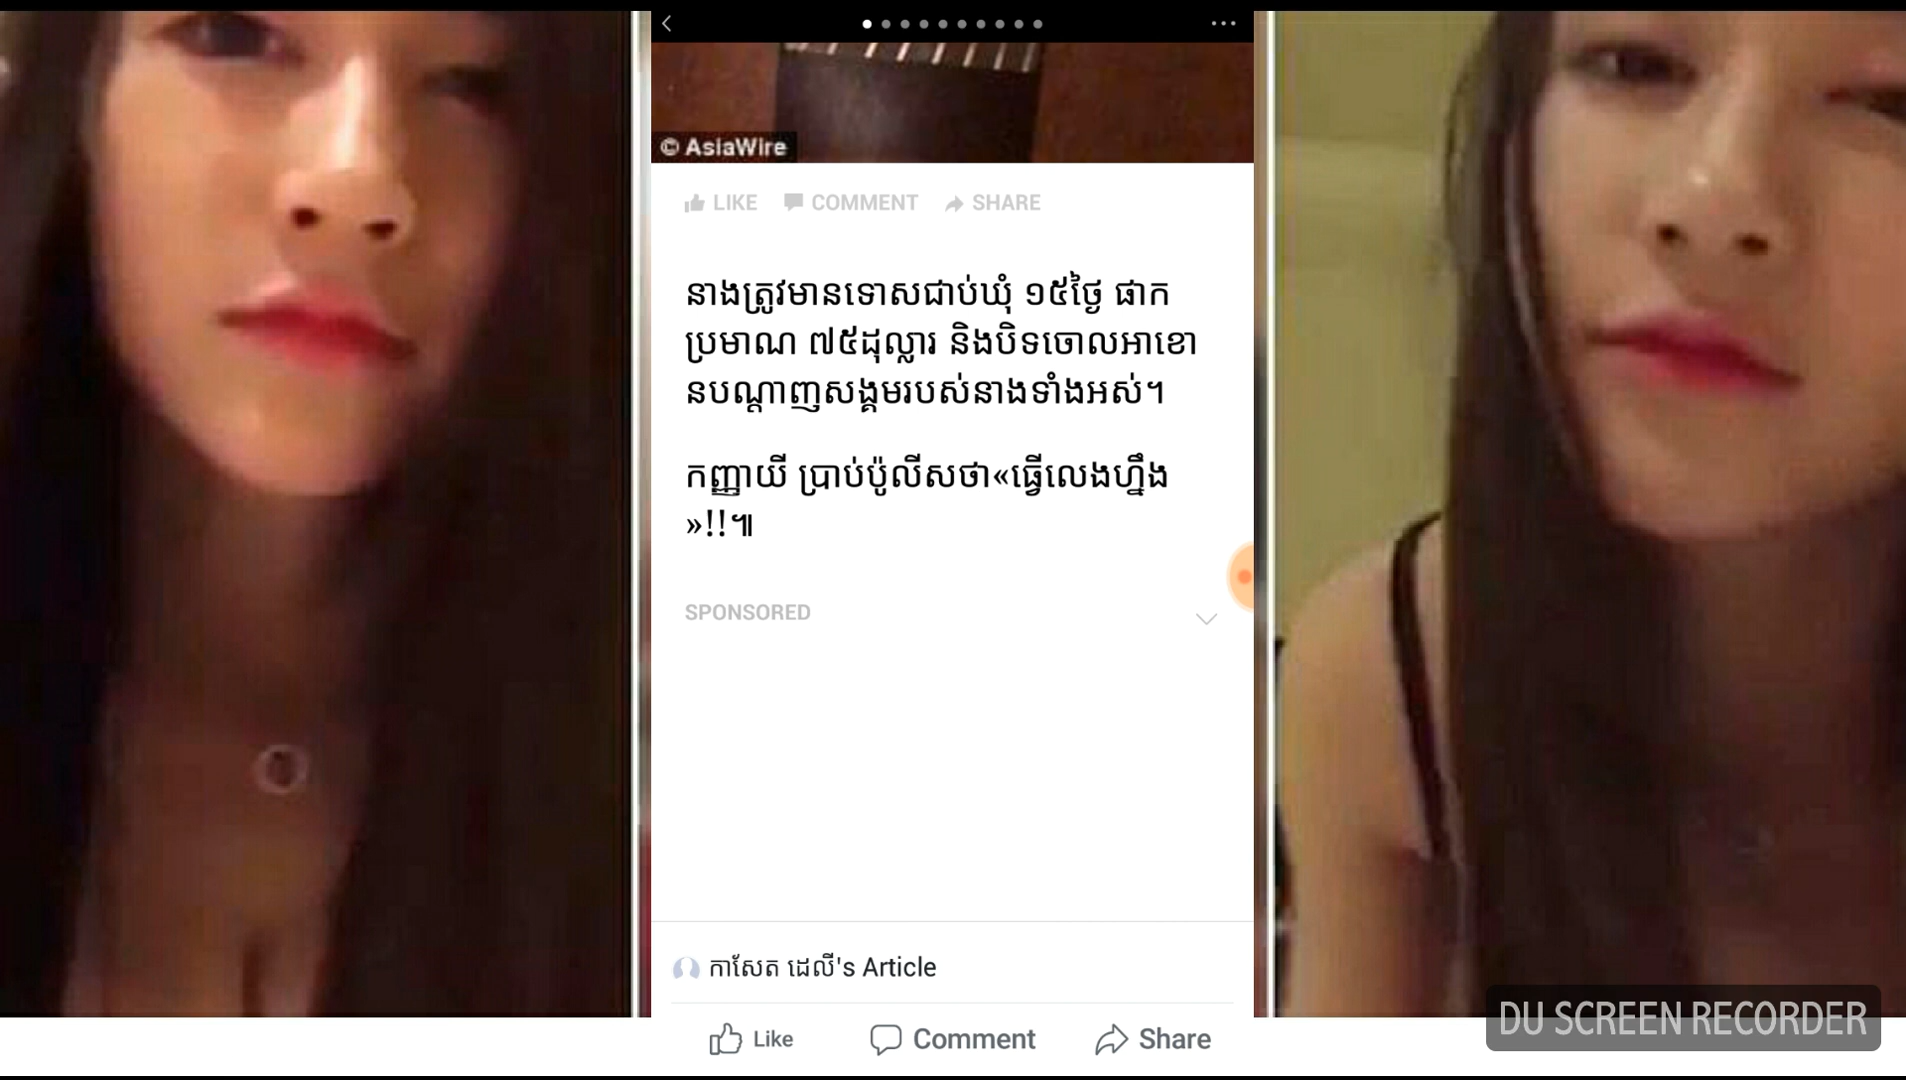 © AsiaWire
LIKE COMMENT SHARE
នាងត្រូវមានទោសជាប់ឃុំ ១៥ថ្ងៃ ផាក
ប្រមាណ ៧៥ដុល្លារ និងបិទចោលអាខោ
នបណ្តាញសង្គមរបស់នាងទាំងអស់។
កញ្ញាយី ប្រាប់ប៉ូលីសថា«ធ្វើលេងហ្នឹង
»!!៕
SPONSORED
កាសែត ដេលី's Article
Like Comment Share
DU SCREEN RECORDER